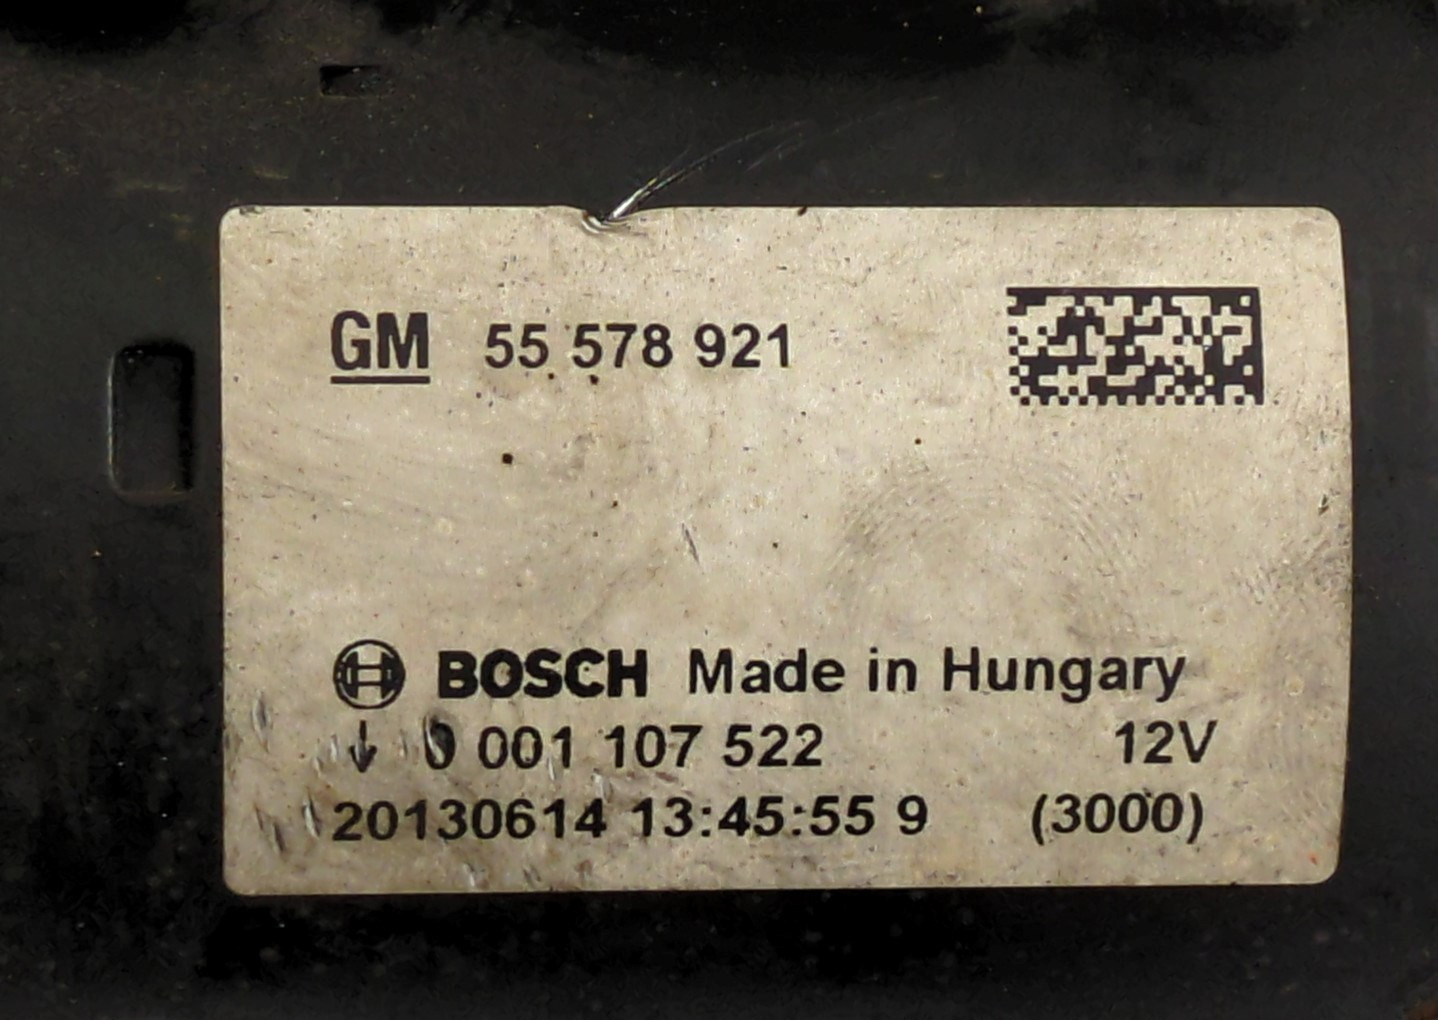 GM 55 578 921
BOSCH Made in Hungary
↓ 0 001 107 522 12V
20130614 13:45:55 9 (3000)